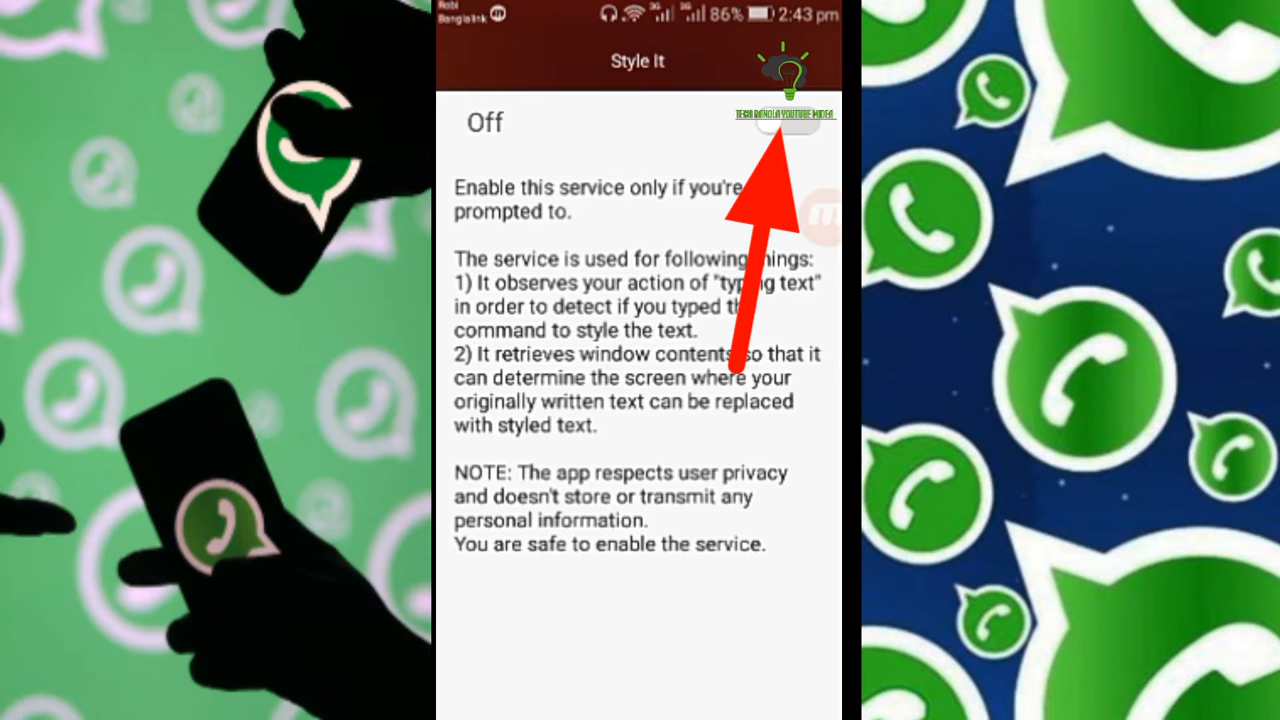 Robi
Banglalink
3G
3G
86%
2:43 pm
Style It
TECH BANGLA YOUTUBE
Off
Enable this service only if you're
prompted to.
The service is used for following things:
1) It observes your action of "typing text"
in order to detect if you typed
command to style the text.
2) It retrieves window contents so that it
can determine the screen where your
originally written text can be replaced
with styled text.
NOTE: The app respects user privacy
and doesn't store or transmit any
personal information.
You are safe to enable the service.